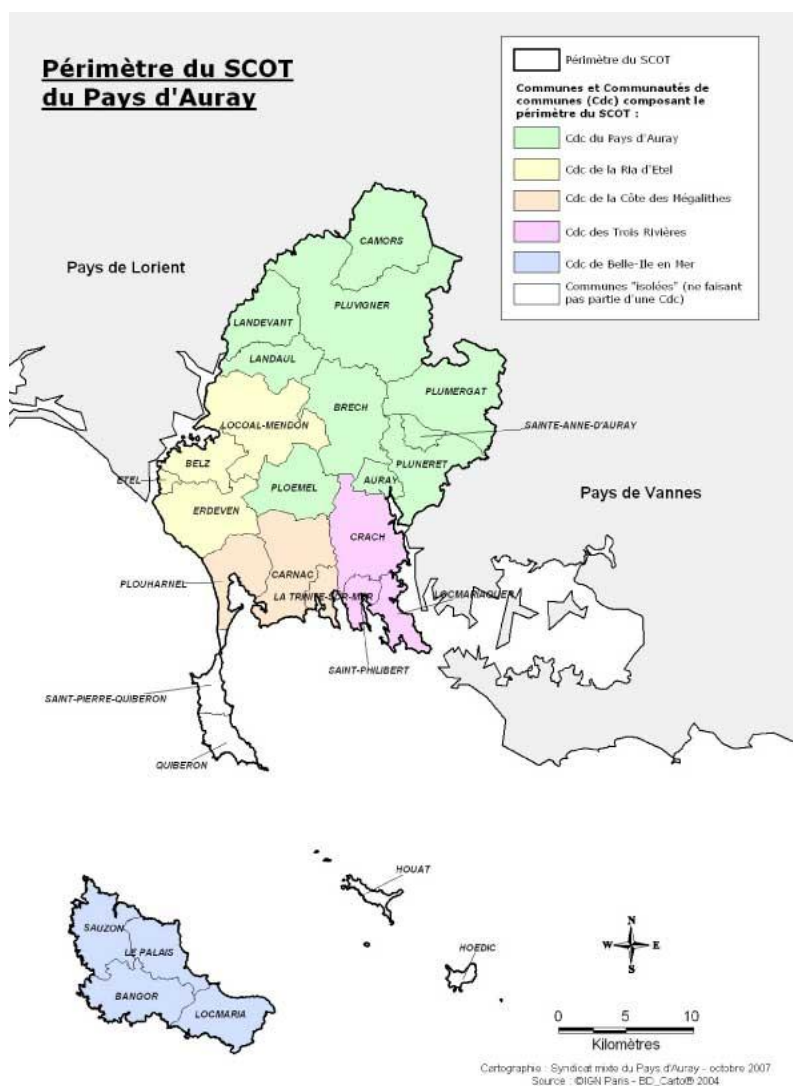 Périmètre du SCOT
du Pays d'Auray
Périmètre du SCOT
Communes et Communautés de
communes (Cdc) composant le
périmètre du SCOT :
Cdc du Pays d'Auray
Cdc de la Ria d'Etel
Cdc de la Côte des Mégalithes
Cdc des Trois Rivières
Cdc de Belle-Ile en Mer
Communes "isolées" (ne faisant
pas partie d'une Cdc)
Pays de Lorient
CAMORS
PLUVIGNER
LANDEVANT
LANDAUL
PLUMERGAT
BRECH
LOCOAL-MENDON
SAINTE-ANNE-D'AURAY
BELZ
PLUNERET
ETEL
AURAY
PLOEMEL
Pays de Vannes
ERDEVEN
CRACH
CARNAC
PLOUHARNEL
LA TRINITE-SUR-MER
LOCMARIAQUER
SAINT-PHILIBERT
SAINT-PIERRE-QUIBERON
QUIBERON
HOUAT
SAUZON
HOEDIC
LE PALAIS
BANGOR
LOCMARIA
N
W E
S
0 5 10
Kilomètres
Cartographie : Syndicat mixte du Pays d'Auray - octobre 2007
Source : ©IGN Paris - BD_Carto® 2004